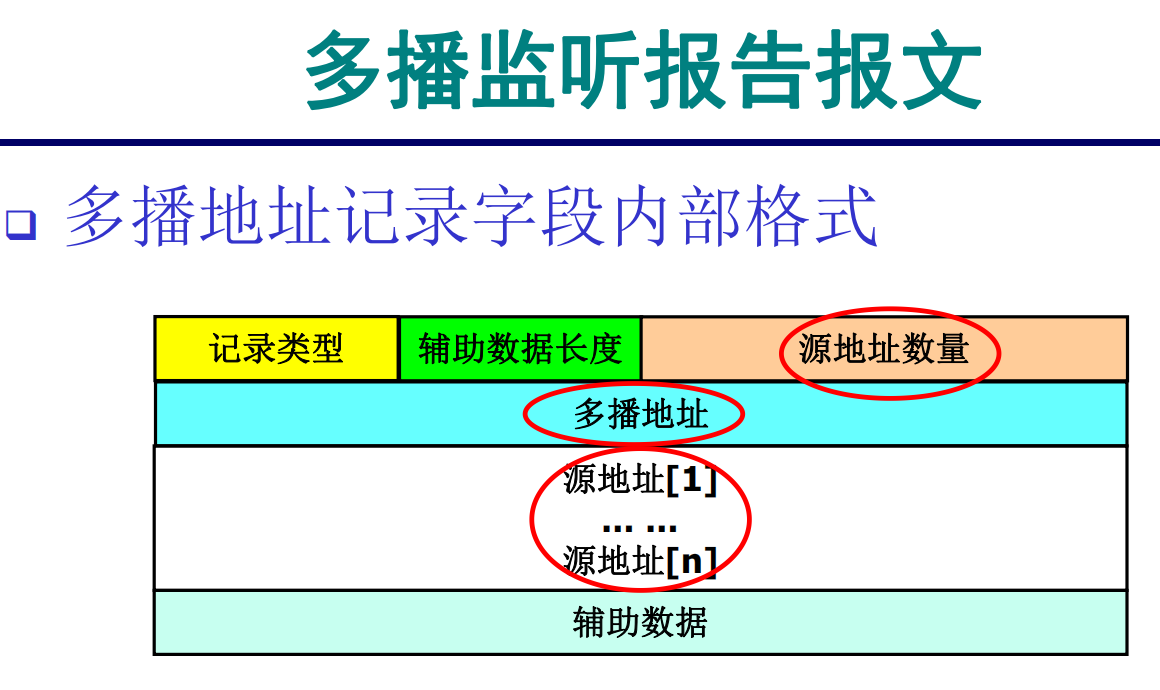 多播监听报告报文
多播地址记录字段内部格式
记录类型 辅助数据长度 源地址数量
多播地址
源地址[1]
… …
源地址[n]
辅助数据